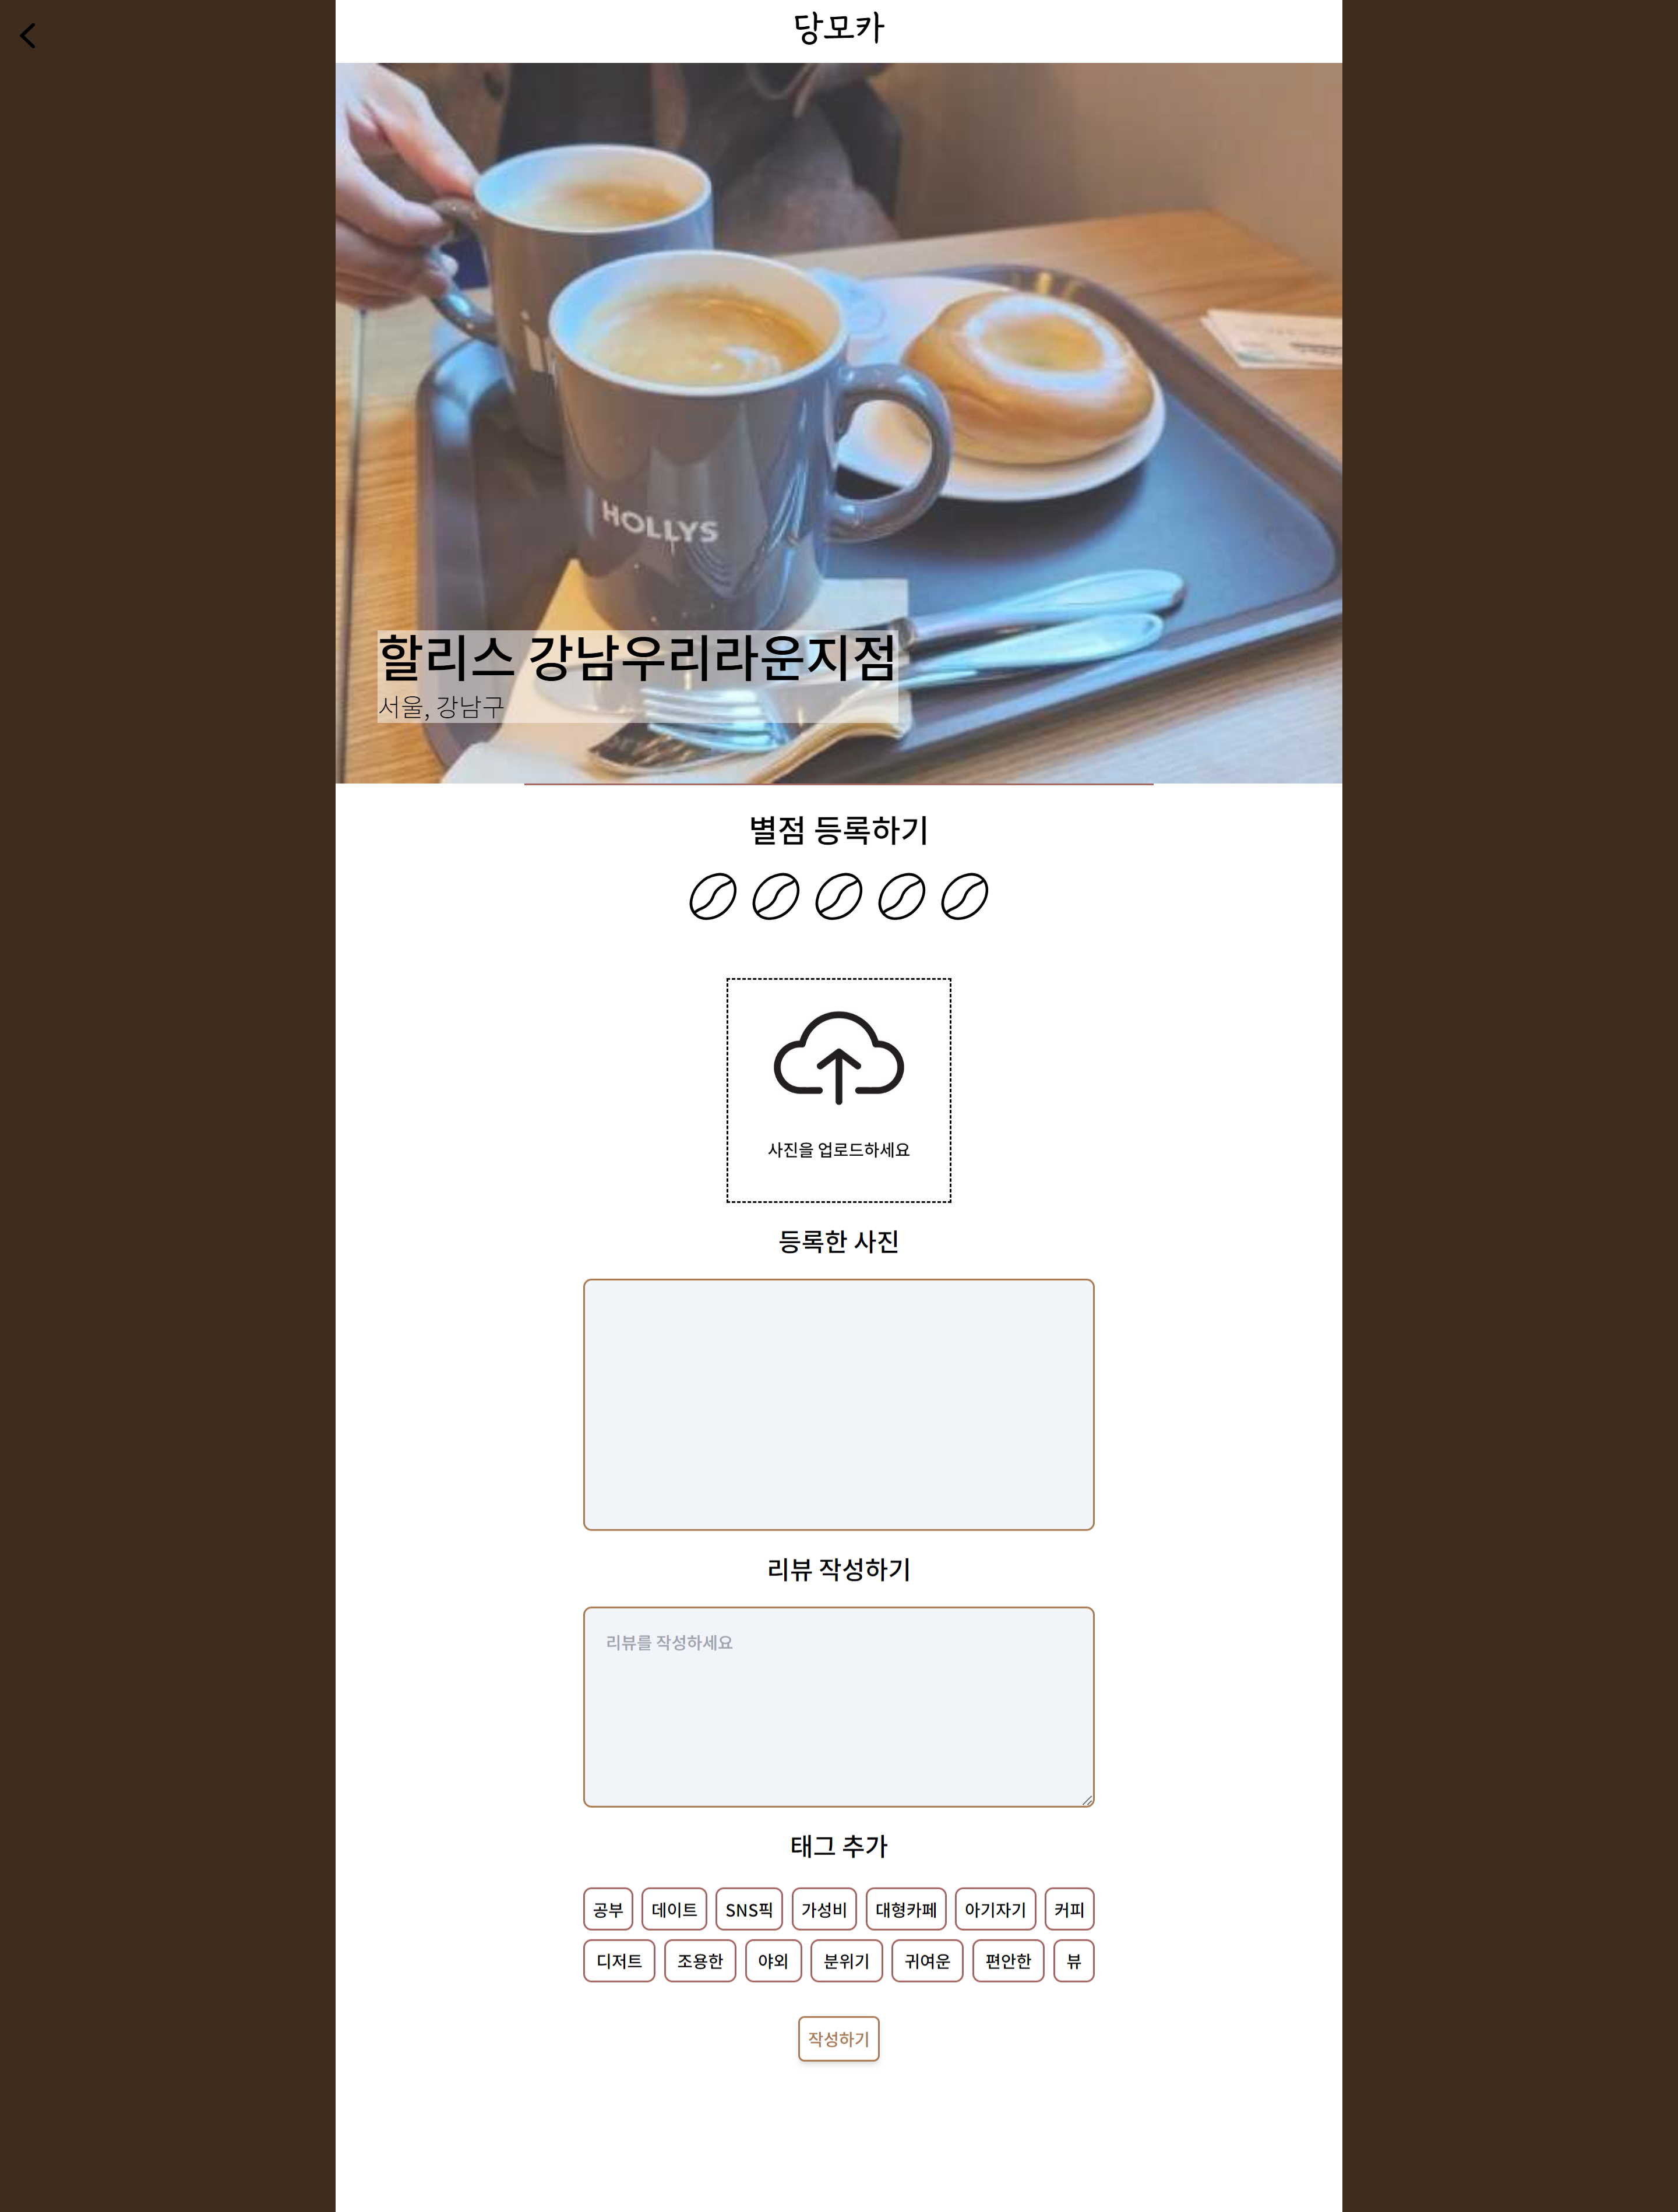 당모카
HOLLYS
할리스 강남우리라운지점
서울, 강남구
별점 등록하기
사진을 업로드하세요
등록한 사진
리뷰 작성하기
리뷰를 작성하세요
태그 추가
공부 데이트 SNS픽 가성비 대형카페 아기자기 커피
디저트 조용한 야외 분위기 귀여운 편안한 뷰
작성하기